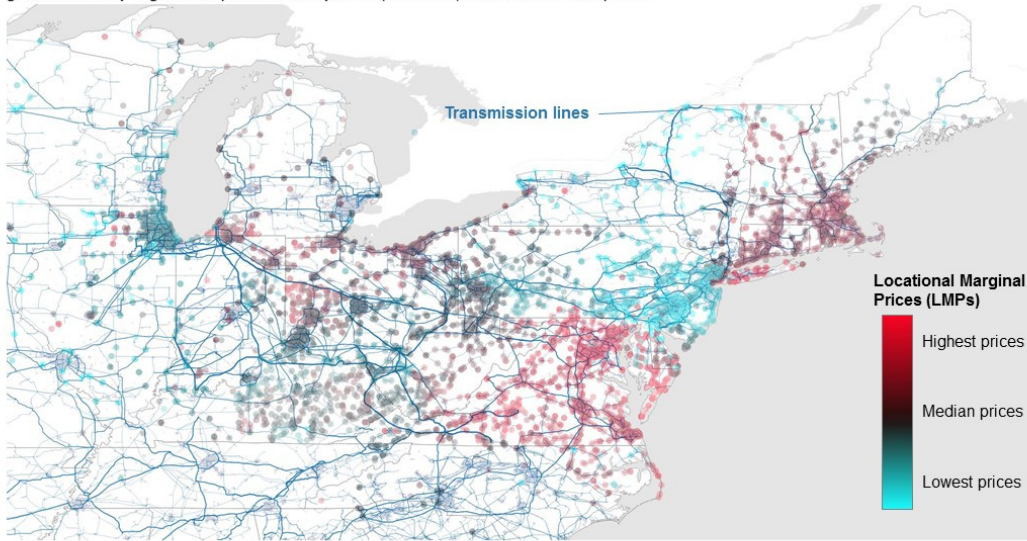 Transmission lines
Locational Marginal
Prices (LMPs)
Highest prices
Median prices
Lowest prices